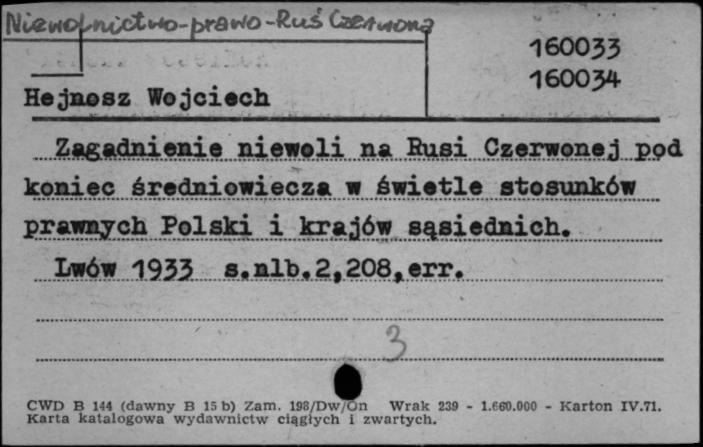 Niewolnictwo-prawo-Ruś Czerwona
160033
160034
Hejnosz Wojciech
Zagadnienie niewoli na Rusi Czerwonej pod
koniec średniowiecza w świetle stosunków
prawnych Polski i krajów sąsiednich.
Lwów 1933 s.nlb.2,208,err.
3
CWD B 144 (dawny B 15 b) Zam. 198/Dw/On Wrak 239 - 1.660.000 - Karton IV.71.
Karta katalogowa wydawnictw ciągłych i zwartych.